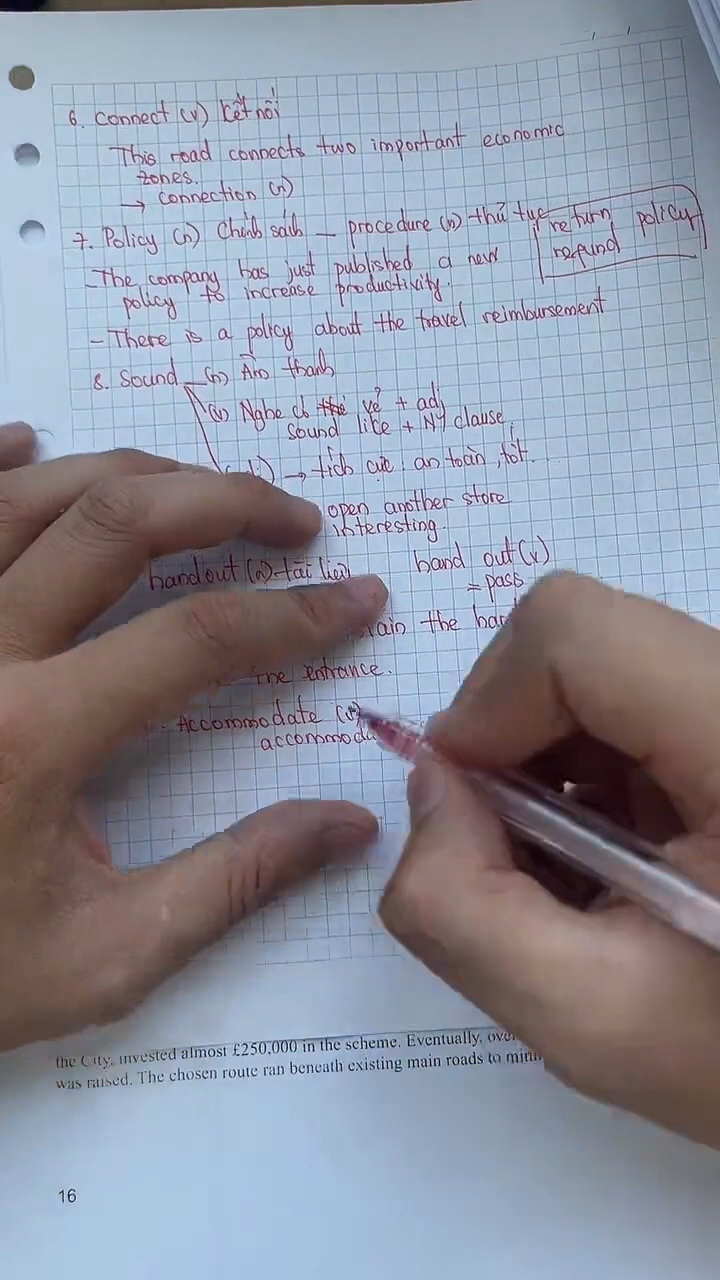 6. Connect (v) kết nối
This road connects two important economic
zones.
→ connection (n)
7. Policy (n) Chính sách – procedure (n) thủ tục
return policy
refund
- The company has just published a new
policy to increase productivity.
- There is a policy about the travel reimbursement
8. Sound (n) Âm thanh
(v) Nghe có vẻ + adj
sound like + N/ clause
→ tích cực, an toàn, tốt.
open another store
interesting
handout (n) tài liệu
hand out (v)
= pass
the
the entrance.
Accommodate (v)
the City, invested almost £250,000 in the scheme. Eventually,
was raised. The chosen route ran beneath existing main roads to
16